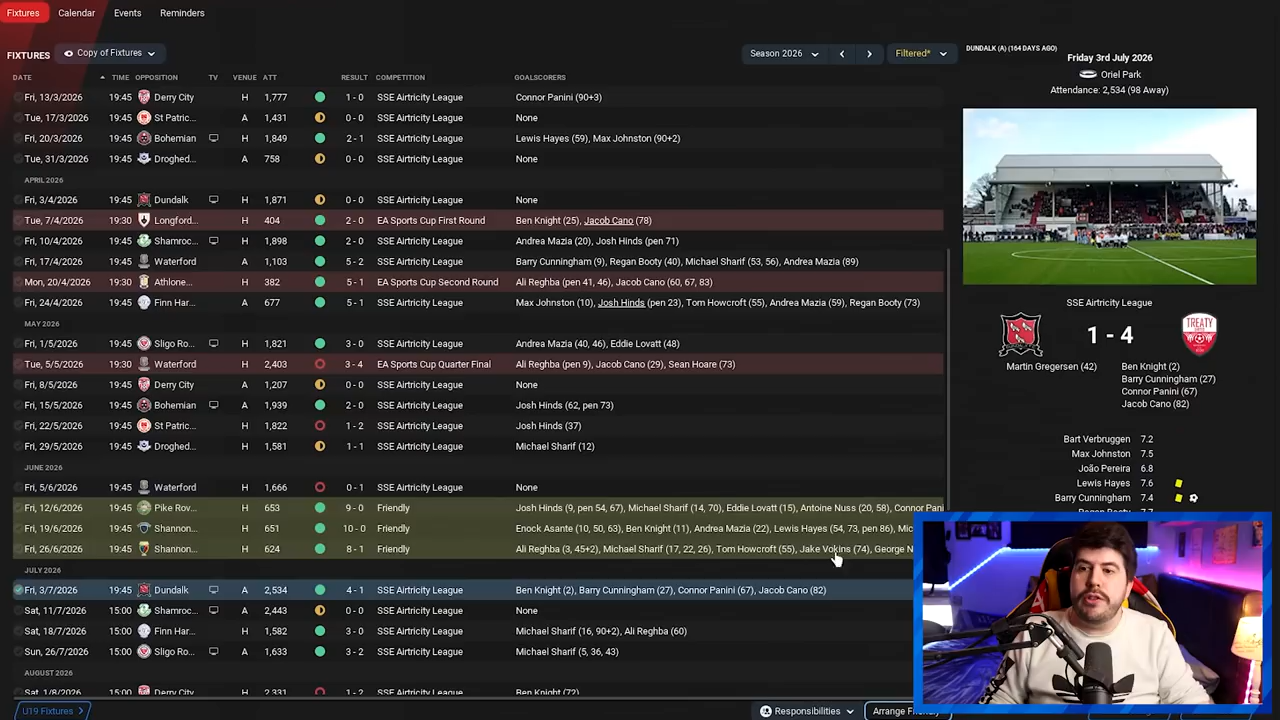 Fixtures Calendar Events Reminders
FIXTURES Copy of Fixtures Season 2026 Filtered*
DATE TIME OPPOSITION TV VENUE ATT RESULT COMPETITION GOALSCORERS
Fri, 13/3/2026 19:45 Derry City H 1,777 1 - 0 SSE Airtricity League Connor Panini (90+3)
Tue, 17/3/2026 19:45 St Patric... A 1,431 0 - 0 SSE Airtricity League None
Fri, 20/3/2026 19:45 Bohemian H 1,849 2 - 1 SSE Airtricity League Lewis Hayes (59), Max Johnston (90+2)
Tue, 31/3/2026 19:45 Droghed... A 758 0 - 0 SSE Airtricity League None
APRIL 2026
Fri, 3/4/2026 19:45 Dundalk H 1,871 0 - 0 SSE Airtricity League None
Tue, 7/4/2026 19:30 Longford... H 404 2 - 0 EA Sports Cup First Round Ben Knight (25), Jacob Cano (78)
Fri, 10/4/2026 19:45 Shamroc... H 1,898 2 - 0 SSE Airtricity League Andrea Mazia (20), Josh Hinds (pen 71)
Fri, 17/4/2026 19:45 Waterford A 1,103 5 - 2 SSE Airtricity League Barry Cunningham (9), Regan Booty (40), Michael Sharif (53, 56), Andrea Mazia (89)
Mon, 20/4/2026 19:30 Athlone... H 382 5 - 1 EA Sports Cup Second Round Ali Reghba (pen 41, 46), Jacob Cano (60, 67, 83)
Fri, 24/4/2026 19:45 Finn Har... A 677 5 - 1 SSE Airtricity League Max Johnston (10), Josh Hinds (pen 23), Tom Howcroft (55), Andrea Mazia (59), Regan Booty (73)
MAY 2026
Fri, 1/5/2026 19:45 Sligo Ro... H 1,821 3 - 0 SSE Airtricity League Andrea Mazia (40, 46), Eddie Lovatt (48)
Tue, 5/5/2026 19:30 Waterford H 2,403 3 - 4 EA Sports Cup Quarter Final Ali Reghba (pen 9), Jacob Cano (29), Sean Hoare (73)
Fri, 8/5/2026 19:45 Derry City A 1,207 0 - 0 SSE Airtricity League None
Fri, 15/5/2026 19:45 Bohemian A 1,939 2 - 0 SSE Airtricity League Josh Hinds (62, pen 73)
Fri, 22/5/2026 19:45 St Patric... H 1,822 1 - 2 SSE Airtricity League Josh Hinds (37)
Fri, 29/5/2026 19:45 Droghed... H 1,581 1 - 1 SSE Airtricity League Michael Sharif (12)
JUNE 2026
Fri, 5/6/2026 19:45 Waterford H 1,666 0 - 1 SSE Airtricity League None
Fri, 12/6/2026 19:45 Pike Rov... H 653 9 - 0 Friendly Josh Hinds (9, pen 54, 67), Michael Sharif (14, 70), Eddie Lovatt (15), Antoine Nuss (20, 58), Connor Pani
Fri, 19/6/2026 19:45 Shannon... H 651 10 - 0 Friendly Enock Asante (10, 50, 63), Ben Knight (11), Andrea Mazia (22), Lewis Hayes (54, 73, pen 86), Mic
Fri, 26/6/2026 19:45 Shannon... H 624 8 - 1 Friendly Ali Reghba (3, 45+2), Michael Sharif (17, 22, 26), Tom Howcroft (55), Jake Vokins (74), George N
JULY 2026
Fri, 3/7/2026 19:45 Dundalk A 2,534 4 - 1 SSE Airtricity League Ben Knight (2), Barry Cunningham (27), Connor Panini (67), Jacob Cano (82)
Sat, 11/7/2026 15:00 Shamroc... A 2,443 0 - 0 SSE Airtricity League None
Sat, 18/7/2026 15:00 Finn Har... H 1,582 3 - 0 SSE Airtricity League Michael Sharif (16, 90+2), Ali Reghba (60)
Sun, 26/7/2026 15:00 Sligo Ro... A 1,633 3 - 2 SSE Airtricity League Michael Sharif (5, 36, 43)
AUGUST 2026
Sat, 1/8/2026 15:00 Derry City H 2,331 1 - 2 SSE Airtricity League Ben Knight (72)
U19 Fixtures Responsibilities Arrange Friendly
DUNDALK (A) (164 DAYS AGO)
Friday 3rd July 2026
Oriel Park
Attendance: 2,534 (98 Away)
SSE Airtricity League
1 - 4
TREATY
Martin Gregersen (42) Ben Knight (2)
Barry Cunningham (27)
Connor Panini (67)
Jacob Cano (82)
Bart Verbruggen 7.2
Max Johnston 7.5
João Pereira 6.8
Lewis Hayes 7.6
Barry Cunningham 7.4